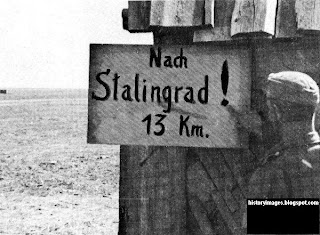 Nach
Stalingrad!
13 Km.
historyimages.blogspot.com